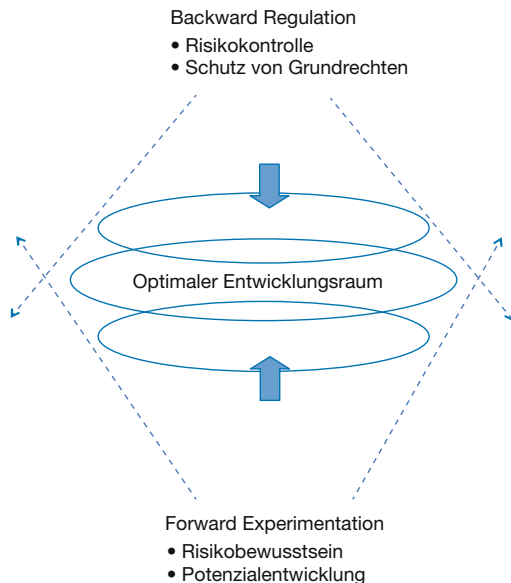 Backward Regulation
• Risikokontrolle
• Schutz von Grundrechten
Optimaler Entwicklungsraum
Forward Experimentation
• Risikobewusstsein
• Potenzialentwicklung